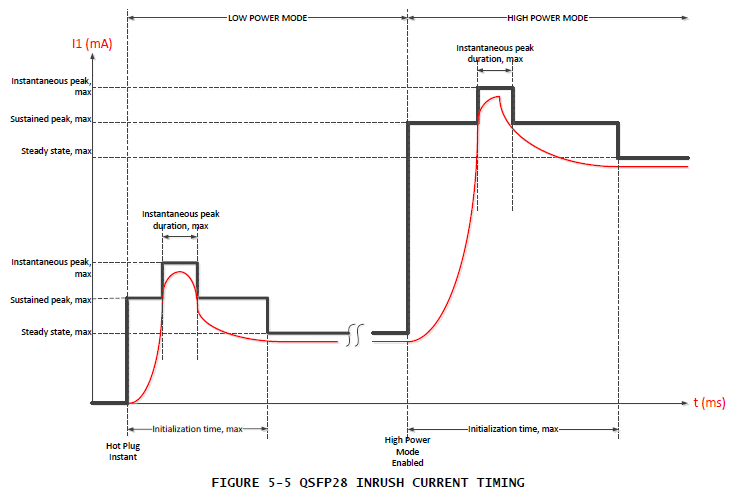 LOW POWER MODE
HIGH POWER MODE
I1 (mA)
Instantaneous peak
duration, max
Instantaneous peak,
max
Sustained peak, max
Steady state, max
Instantaneous peak
duration, max
Instantaneous peak,
max
Sustained peak, max
Steady state, max
t (ms)
Initialization time, max
Initialization time, max
Hot Plug
Instant
High Power
Mode
Enabled
FIGURE 5-5 QSFP28 INRUSH CURRENT TIMING